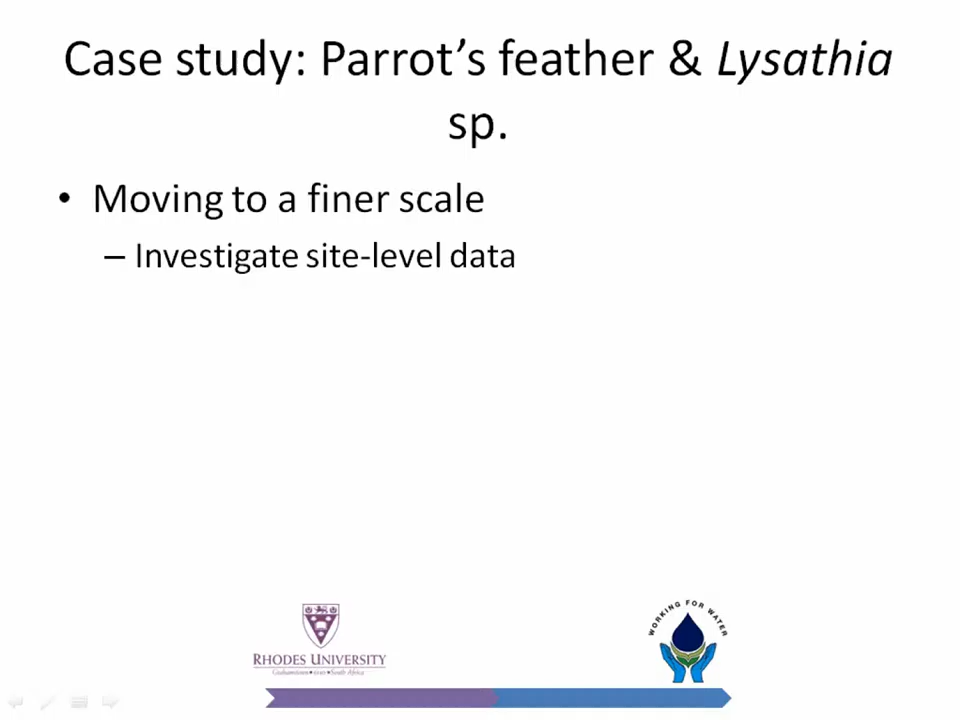 Case study: Parrot’s feather & Lysathia
sp.
• Moving to a finer scale
– Investigate site-level data
WORKING FOR WATER
RHODES UNIVERSITY
Grahamstown • • South Africa